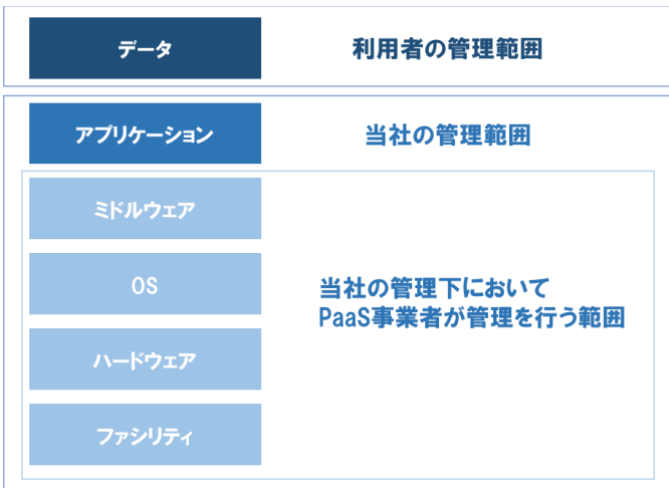 データ
利用者の管理範囲
アプリケーション
当社の管理範囲
ミドルウェア
OS
当社の管理下において
PaaS事業者が管理を行う範囲
ハードウェア
ファシリティ